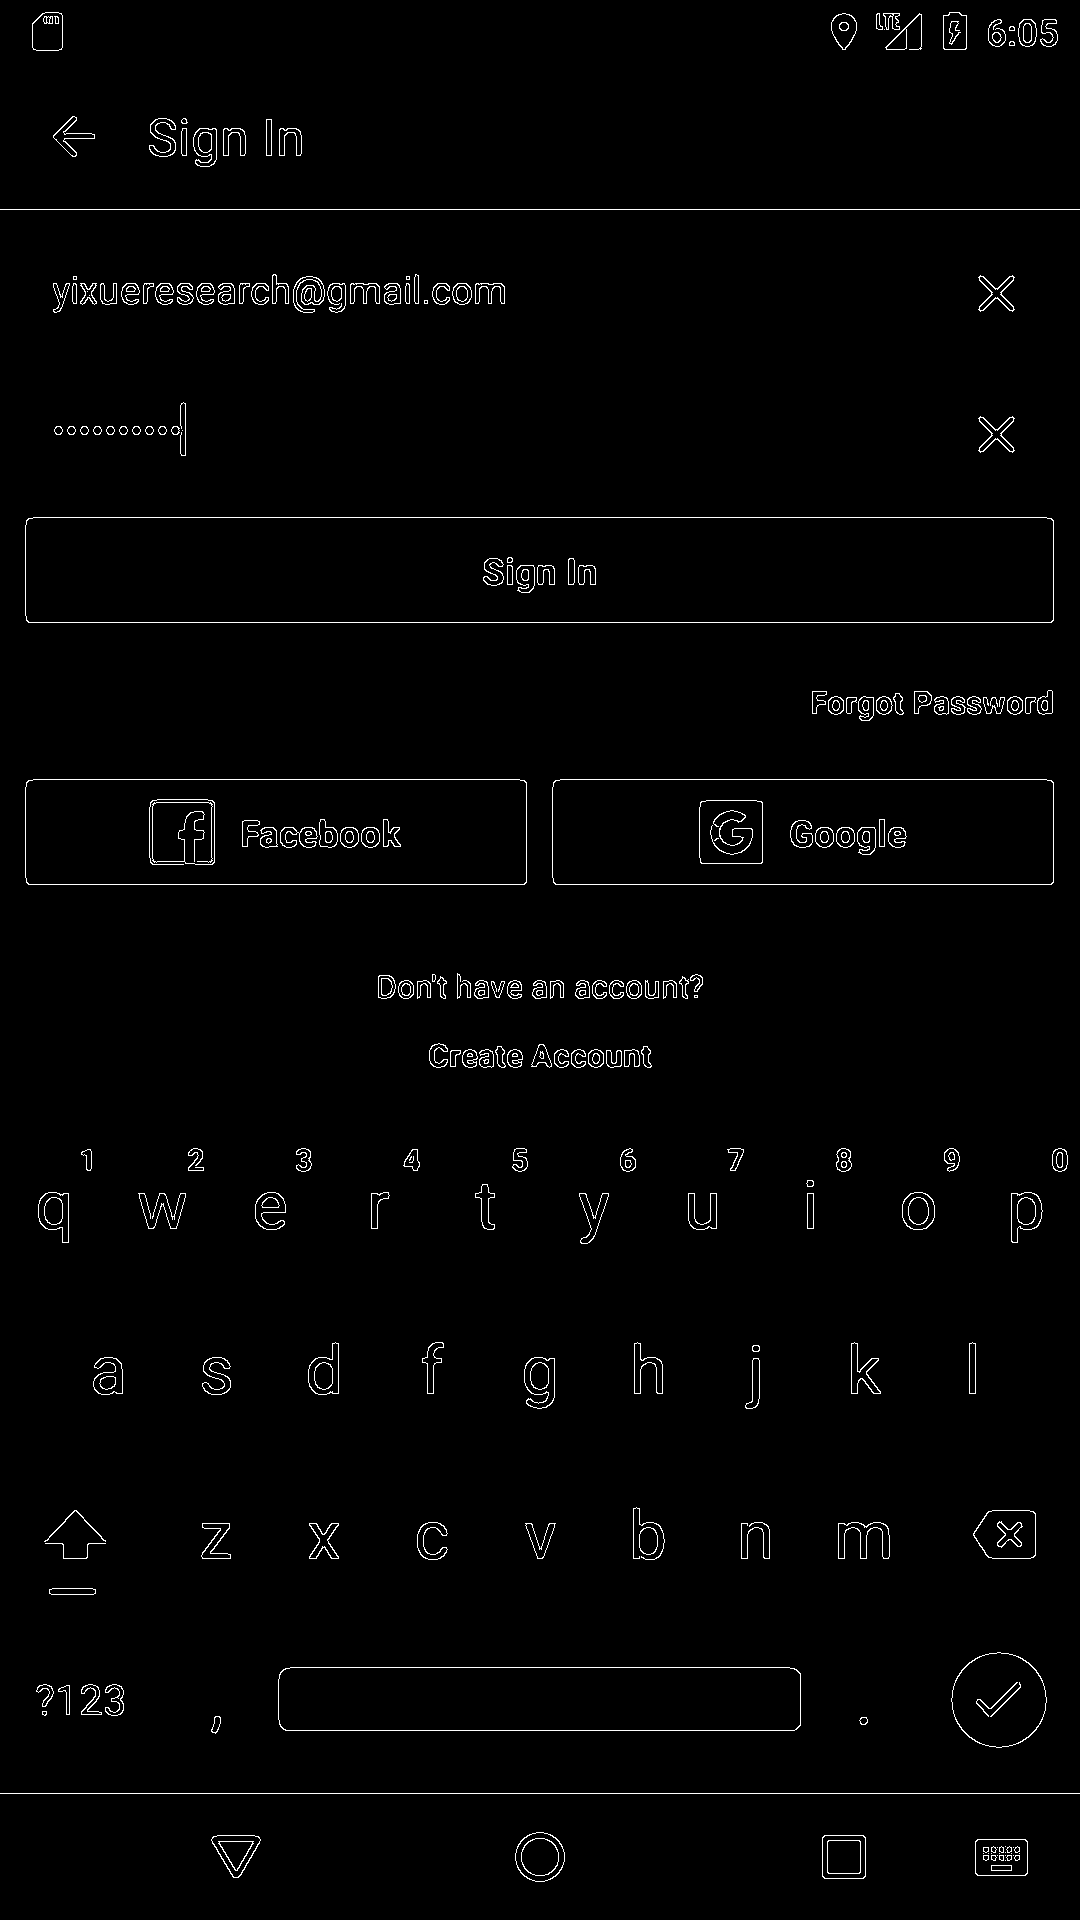 LTE 6:05
Sign In
yixueresearch@gmail.com
••••••••••
Sign In
Forgot Password
Facebook Google
Don't have an account?
Create Account
1 2 3 4 5 6 7 8 9 0
q w e r t y u i o p
a s d f g h j k l
z x c v b n m
?123 , .